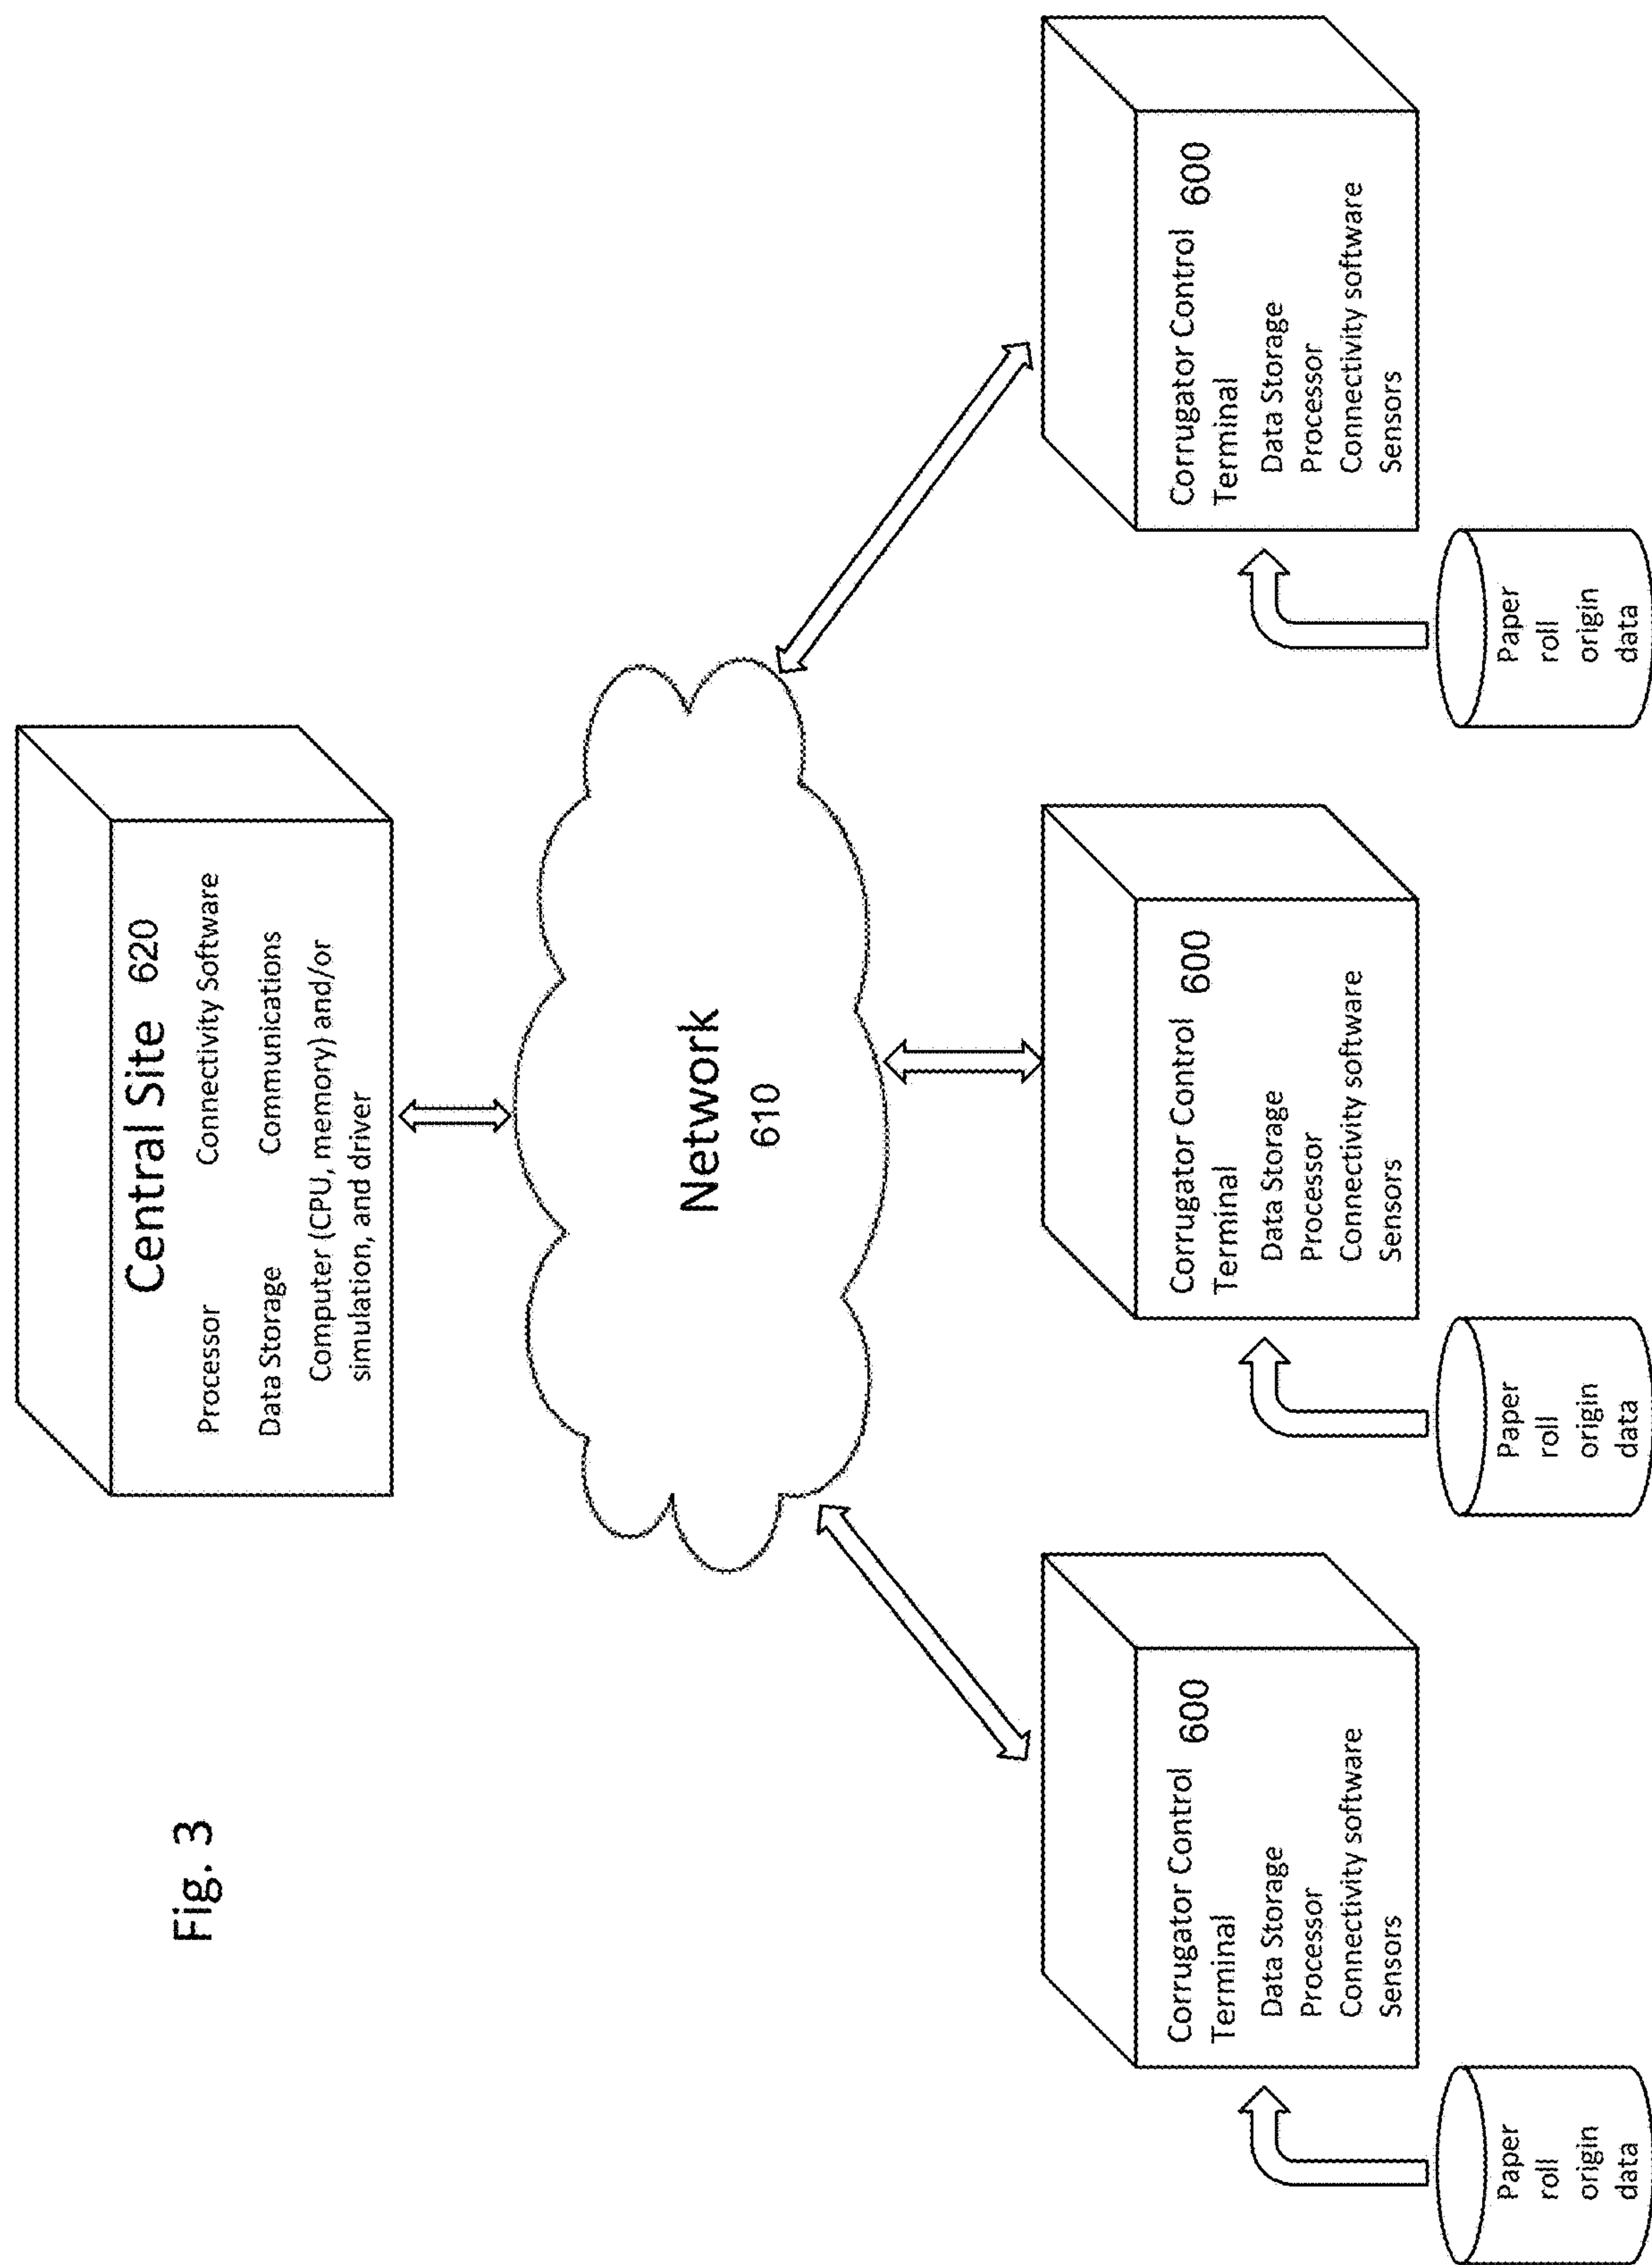 Fig. 3
Central Site 620
Processor Connectivity Software
Data Storage Communications
Computer (CPU, memory) and/or
simulation, and driver
Network
610
Corrugator Control 600
Terminal
Data Storage
Processor
Connectivity software
Sensors
Paper
roll
origin
data
Corrugator Control 600
Terminal
Data Storage
Processor
Connectivity software
Sensors
Paper
roll
origin
data
Corrugator Control 600
Terminal
Data Storage
Processor
Connectivity software
Sensors
Paper
roll
origin
data